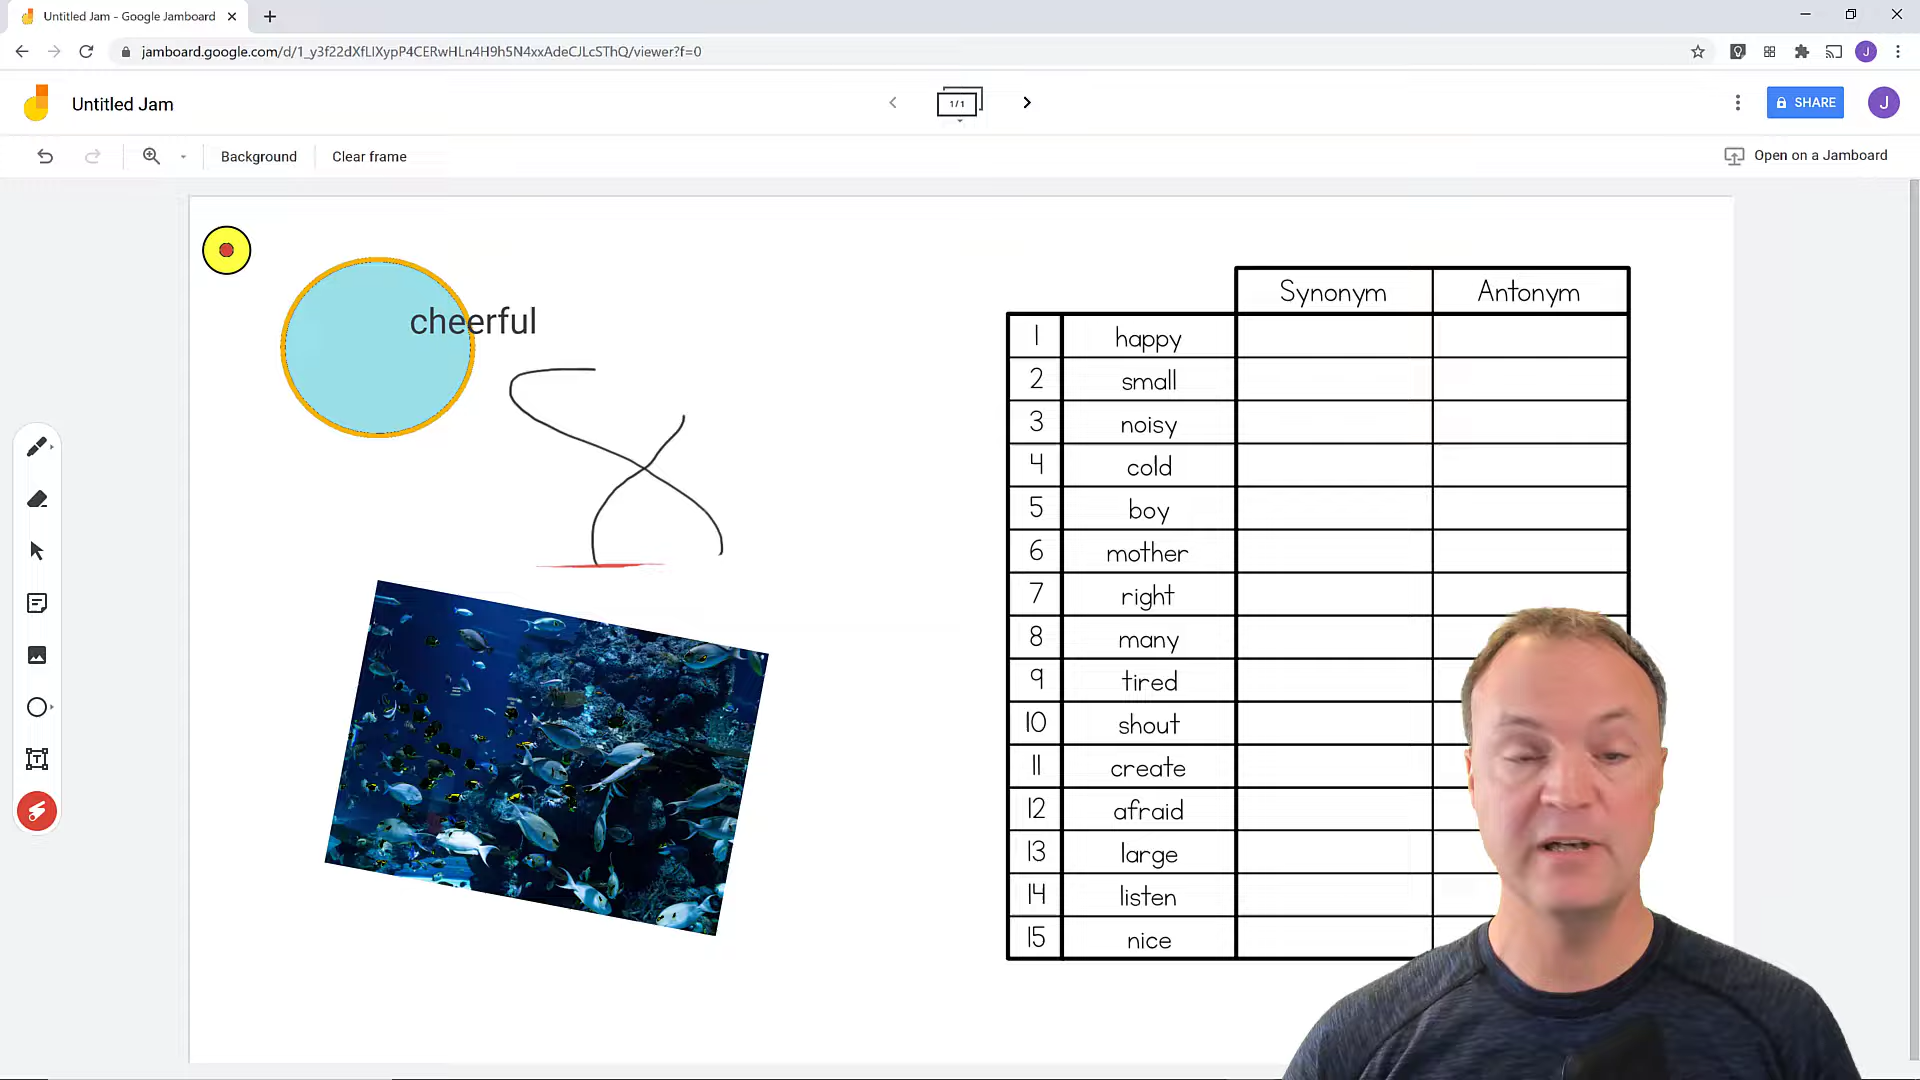 Untitled Jam - Google Jamboard
jamboard.google.com/d/1_y3f22dXfLIXypP4CERwHLn4H9h5N4xxAdeCJLcSThQ/viewer?f=0
J
Untitled Jam
1/1
SHARE
J
Background
Clear frame
Open on a Jamboard
cheerful
Synonym Antonym
1 happy
2 small
3 noisy
4 cold
5 boy
6 mother
7 right
8 many
9 tired
10 shout
11 create
12 afraid
13 large
14 listen
15 nice
T